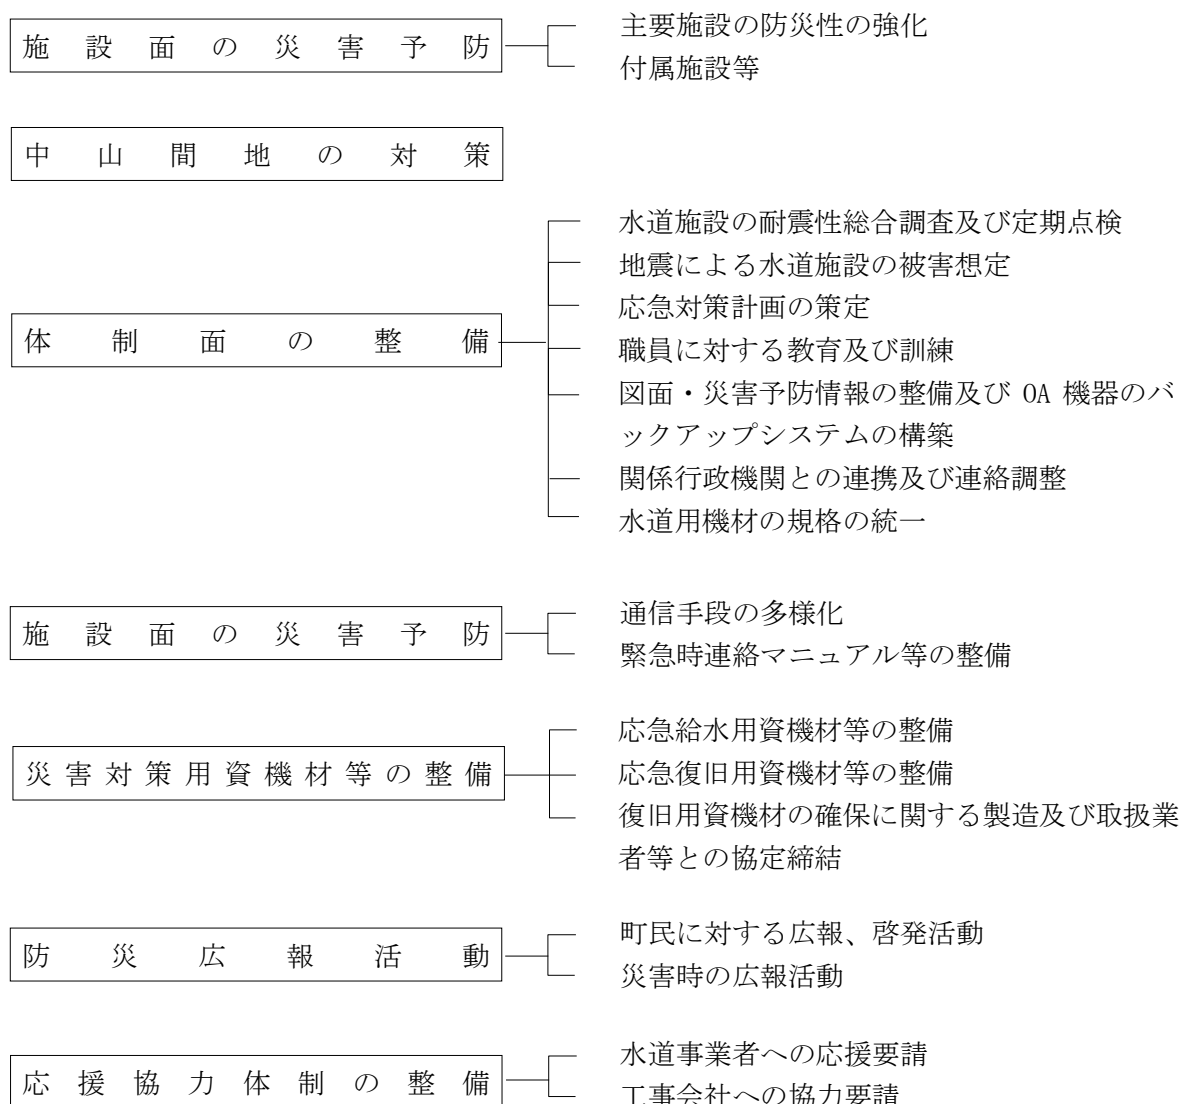 施設面の災害予防
主要施設の防災性の強化
付属施設等
中山間地の対策
体制面の整備
水道施設の耐震性総合調査及び定期点検
地震による水道施設の被害想定
応急対策計画の策定
職員に対する教育及び訓練
図面・災害予防情報の整備及び OA 機器のバ
ックアップシステムの構築
関係行政機関との連携及び連絡調整
水道用機材の規格の統一
施設面の災害予防
通信手段の多様化
緊急時連絡マニュアル等の整備
災害対策用資機材等の整備
応急給水用資機材等の整備
応急復旧用資機材等の整備
復旧用資機材の確保に関する製造及び取扱業
者等との協定締結
防災広報活動
町民に対する広報、啓発活動
災害時の広報活動
応援協力体制の整備
水道事業者への応援要請
工事会社への協力要請